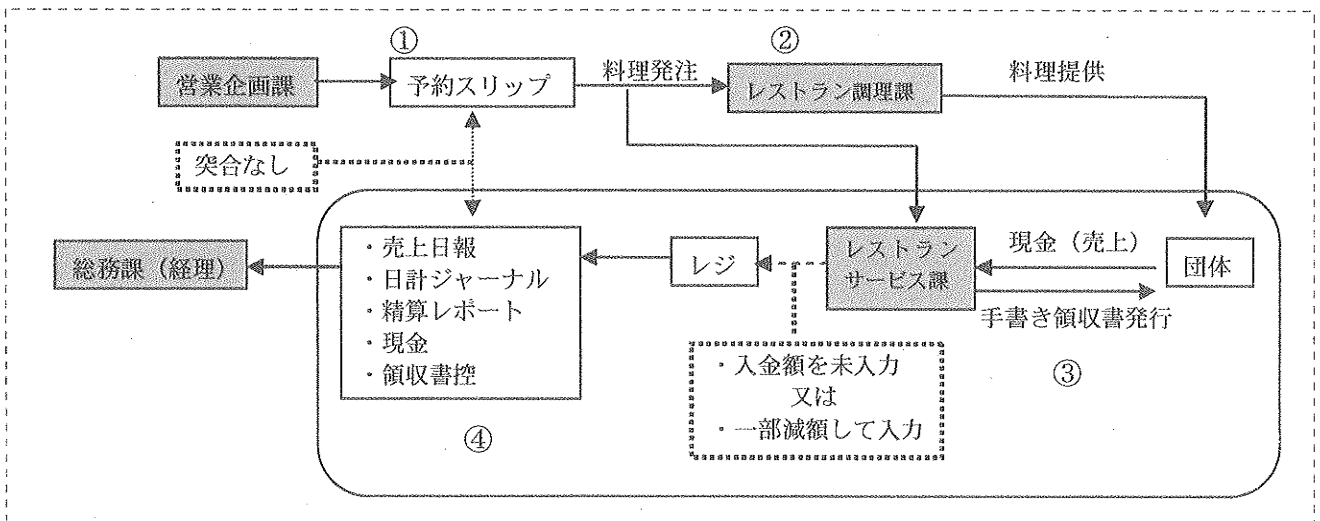 ①
②
営業企画課
予約スリップ
料理発注
レストラン調理課
料理提供
突合なし
・売上日報
・日計ジャーナル
・精算レポート
・現金
・領収書控
総務課（経理）
レジ
レストラン
サービス課
現金（売上）
団体
手書き領収書発行
・入金額を未入力
又は
・一部減額して入力
③
④